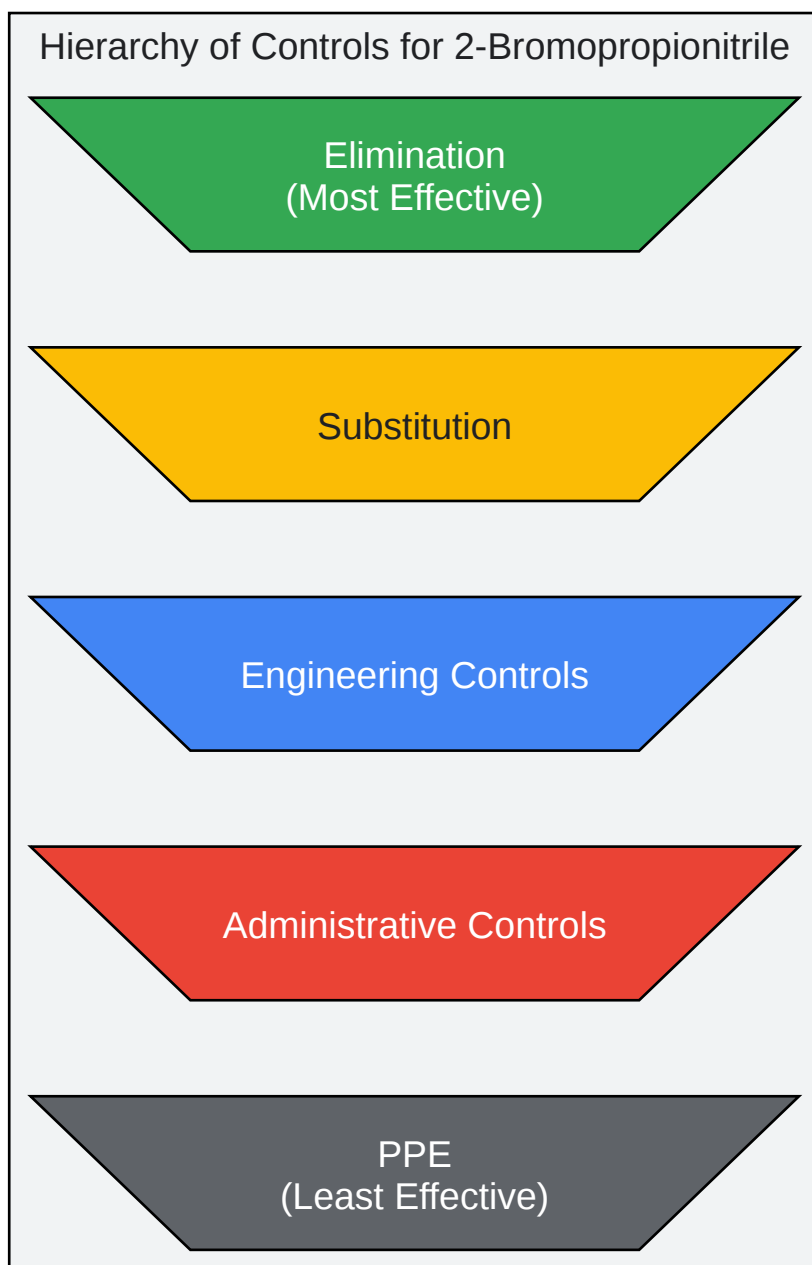 Hierarchy of Controls for 2-Bromopropionitrile
Elimination
(Most Effective)
Substitution
Engineering Controls
Administrative Controls
PPE
(Least Effective)